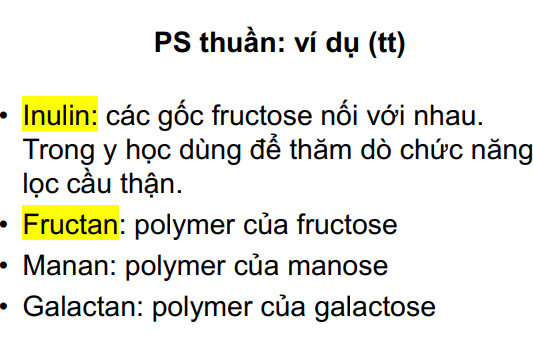 PS thuần: ví dụ (tt)
• Inulin: các gốc fructose nối với nhau.
Trong y học dùng để thăm dò chức năng
lọc cầu thận.
• Fructan: polymer của fructose
• Manan: polymer của manose
• Galactan: polymer của galactose